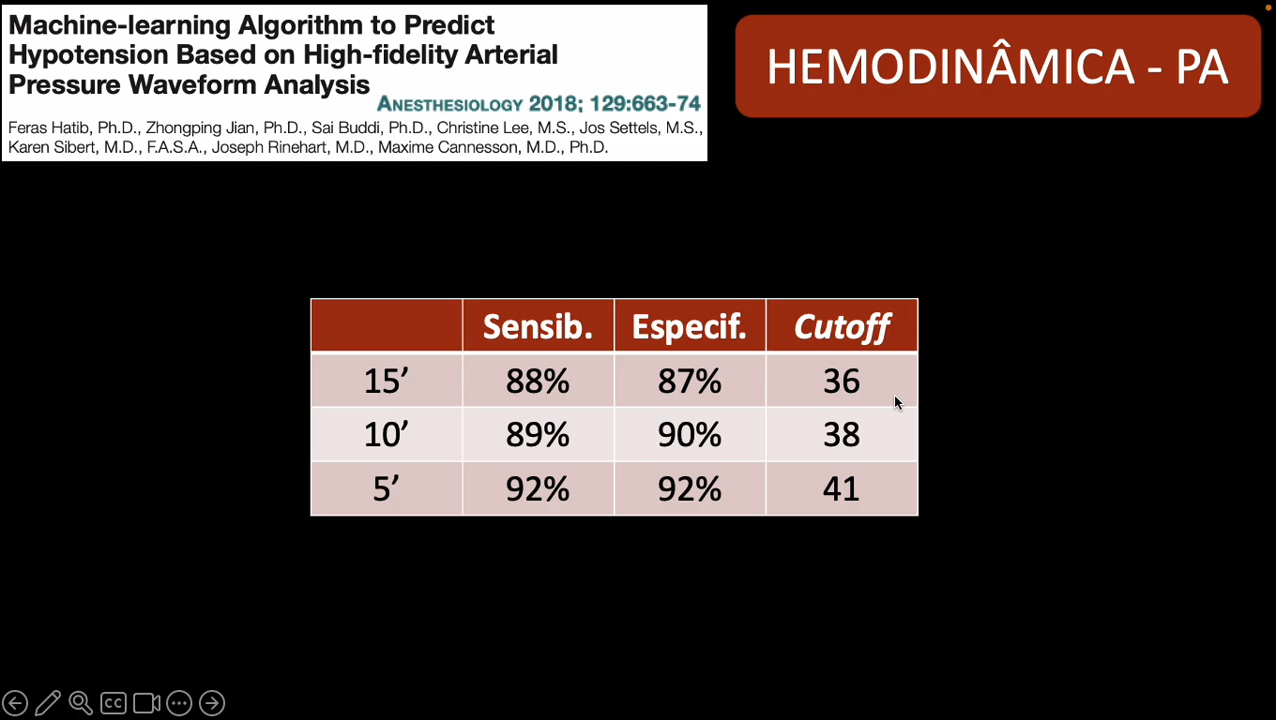 Machine-learning Algorithm to Predict
Hypotension Based on High-fidelity Arterial
Pressure Waveform Analysis
ANESTHESIOLOGY 2018; 129:663-74
Feras Hatib, Ph.D., Zhongping Jian, Ph.D., Sai Buddi, Ph.D., Christine Lee, M.S., Jos Settels, M.S.,
Karen Sibert, M.D., F.A.S.A., Joseph Rinehart, M.D., Maxime Cannesson, M.D., Ph.D.
HEMODINÂMICA - PA
Sensib. Especif. Cutoff
15’ 88% 87% 36
10’ 89% 90% 38
5’ 92% 92% 41
CC